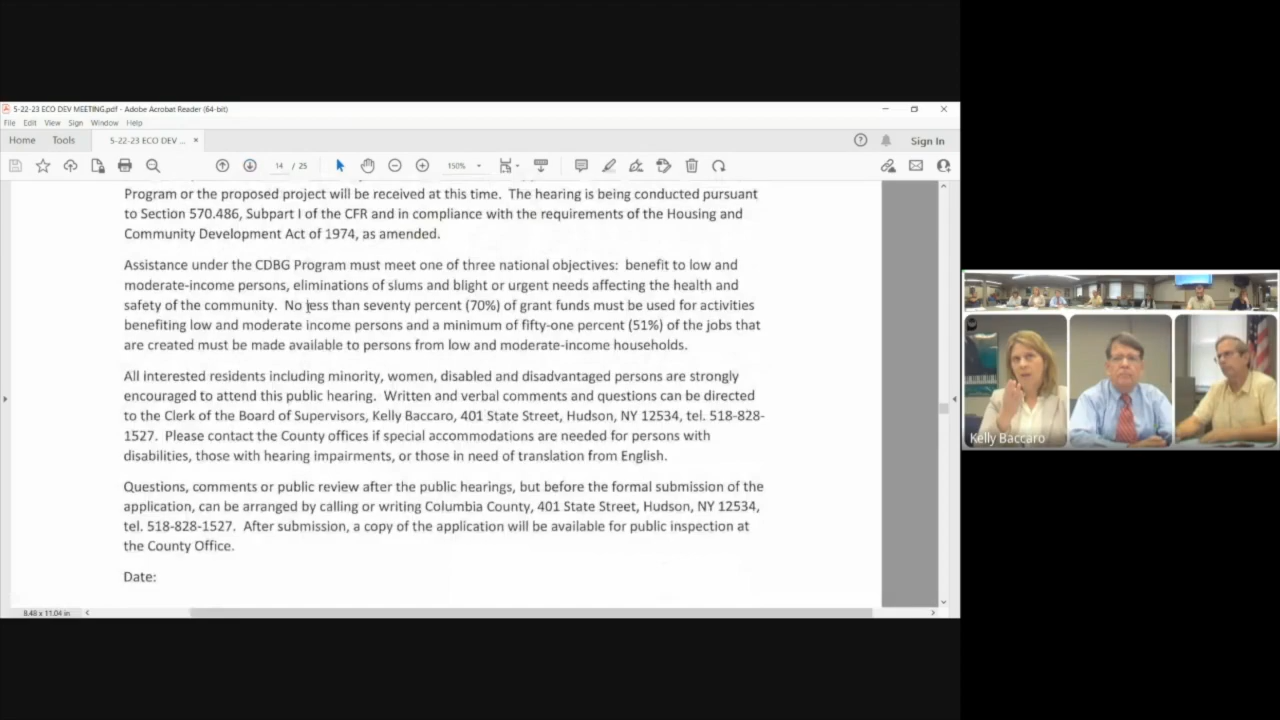 5-22-23 ECO DEV MEETING.pdf - Adobe Acrobat Reader (64-bit)
File Edit View Sign Window Help
Home Tools 5-22-23 ECO DEV ... × Sign In
14 / 25 150%
Program or the proposed project will be received at this time. The hearing is being conducted pursuant
to Section 570.486, Subpart I of the CFR and in compliance with the requirements of the Housing and
Community Development Act of 1974, as amended.
Assistance under the CDBG Program must meet one of three national objectives: benefit to low and
moderate-income persons, eliminations of slums and blight or urgent needs affecting the health and
safety of the community. No less than seventy percent (70%) of grant funds must be used for activities
benefiting low and moderate income persons and a minimum of fifty-one percent (51%) of the jobs that
are created must be made available to persons from low and moderate-income households.
All interested residents including minority, women, disabled and disadvantaged persons are strongly
encouraged to attend this public hearing. Written and verbal comments and questions can be directed
to the Clerk of the Board of Supervisors, Kelly Baccaro, 401 State Street, Hudson, NY 12534, tel. 518-828-
1527. Please contact the County offices if special accommodations are needed for persons with
disabilities, those with hearing impairments, or those in need of translation from English.
Questions, comments or public review after the public hearings, but before the formal submission of the
application, can be arranged by calling or writing Columbia County, 401 State Street, Hudson, NY 12534,
tel. 518-828-1527. After submission, a copy of the application will be available for public inspection at
the County Office.
Date:
8.48 x 11.04 in
Kelly Baccaro